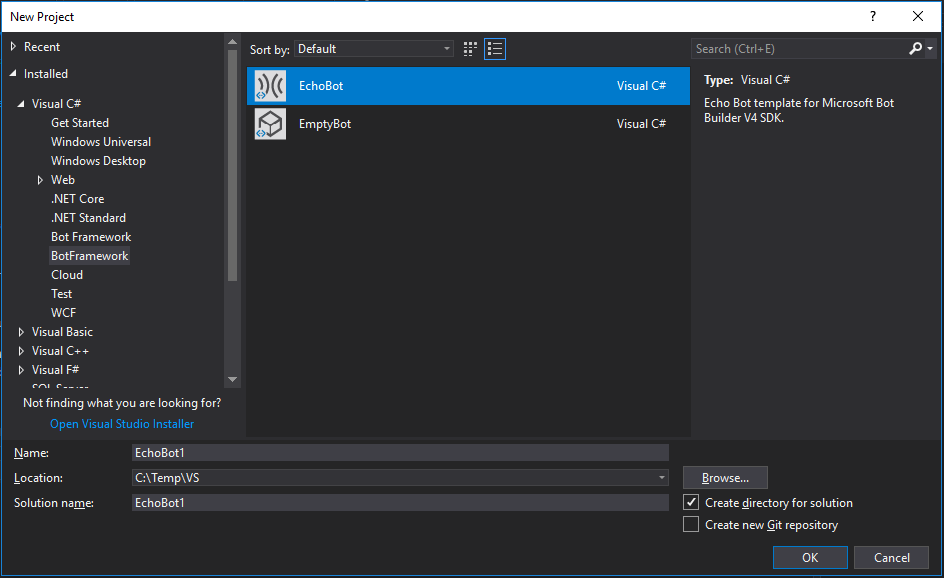 New Project
?
Recent
Installed
Visual C#
Get Started
Windows Universal
Windows Desktop
Web
.NET Core
.NET Standard
Bot Framework
BotFramework
Cloud
Test
WCF
Visual Basic
Visual C++
Visual F#
SQL Server
Not finding what you are looking for?
Open Visual Studio Installer
Sort by: Default
EchoBot Visual C#
EmptyBot Visual C#
Search (Ctrl+E)
Type: Visual C#
Echo Bot template for Microsoft Bot
Builder V4 SDK.
Name: EchoBot1
Location: C:\Temp\VS
Browse...
Solution name: EchoBot1
Create directory for solution
Create new Git repository
OK Cancel